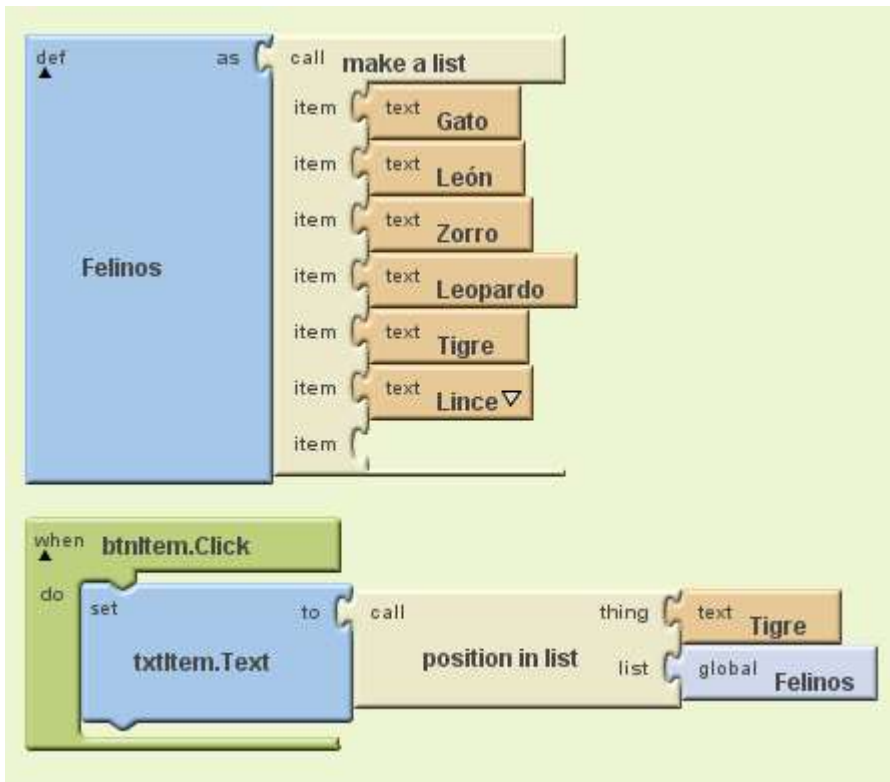 def as call make a list
item text Gato
item text León
item text Zorro
Felinos item text Leopardo
item text Tigre
item text Lince
item
when btnItem.Click
do set txtItem.Text to call position in list thing text Tigre
list global Felinos